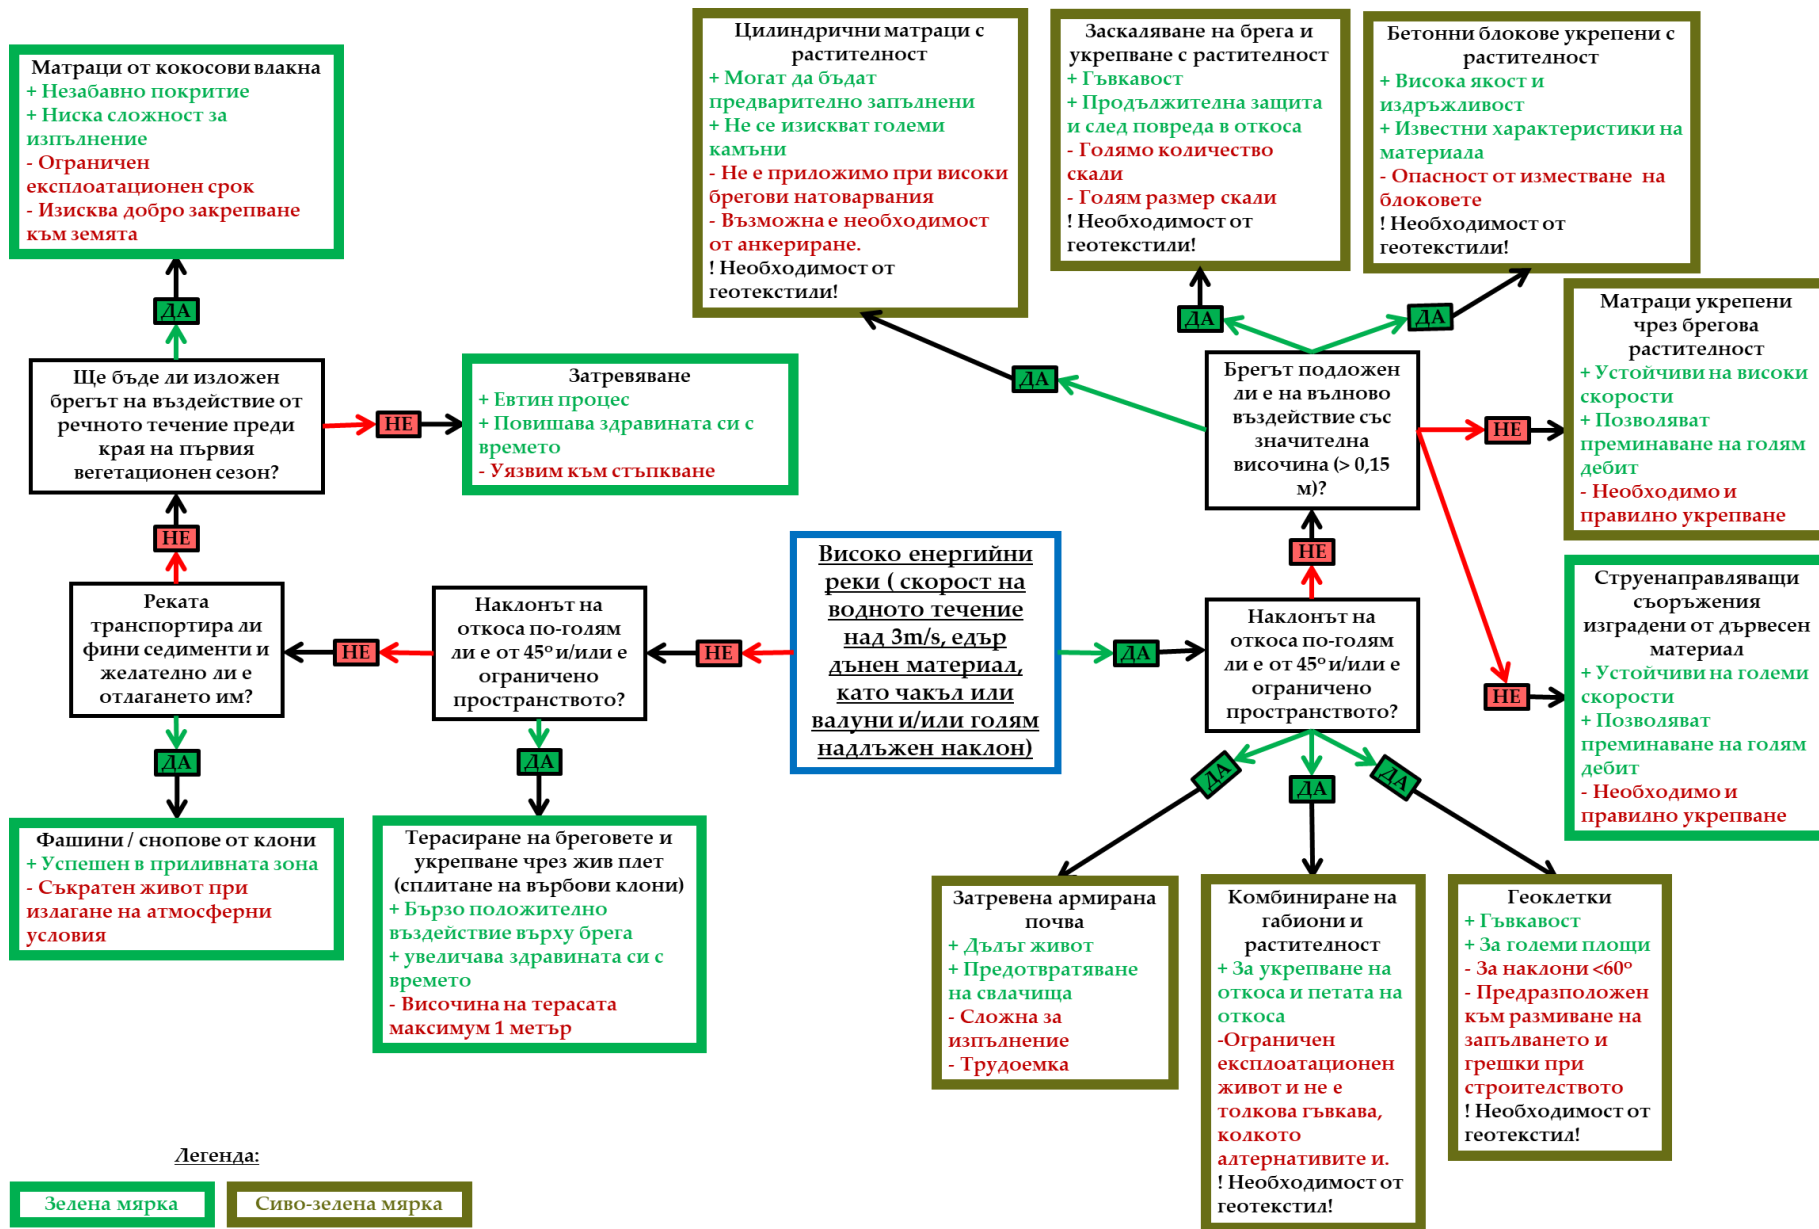 Матраци от кокосови влакна
+ Незабавно покритие
+ Ниска сложност за
изпълнение
- Ограничен
експлоатационен срок
- Изисква добро закрепване
към земята
Цилиндрични матраци с
растителност
+ Могат да бъдат
предварително запълнени
+ Не се изискват големи
камъни
- Не е приложимо при високи
брегови натоварвания
- Възможна е необходимост
от анкериране.
! Необходимост от
геотекстили!
Заскаляване на брега и
укрепване с растителност
+ Гъвкавост
+ Продължителна защита
и след повреда в откоса
- Голямо количество
скали
- Голям размер скали
! Необходимост от
геотекстили!
Бетонни блокове укрепени с
растителност
+ Висока якост и
издръжливост
+ Известни характеристики на
материала
- Опасност от изместване  на
блоковете
! Необходимост от
геотекстили!
ДА
ДА
ДА
ДА
Матраци укрепени
чрез брегова
растителност
+ Устойчиви на високи
скорости
+ Позволяват
преминаване на голям
дебит
- Необходимо и
правилно укрепване
Ще бъде ли изложен
брегът на въздействие от
речното течение преди
края на първия
вегетационен сезон?
НЕ
Затревяване
+ Евтин процес
+ Повишава здравината си с
времето
- Уязвим към стъпкване
Брегът подложен
ли е на вълново
въздействие със
значителна
височина (> 0,15
м)?
НЕ
НЕ
НЕ
Високо енергийни
реки ( скорост на
водното течение
над 3m/s, едър
дънен материал,
като чакъл или
валуни и/или голям
надлъжен наклон)
Струенаправляващи
съоръжения
изградени от дървесен
материал
+ Устойчиви на големи
скорости
+ Позволяват
преминаване на голям
дебит
- Необходимо и
правилно укрепване
Реката
транспортира ли
фини седименти и
желателно ли е
отлагането им?
НЕ
Наклонът на
откоса по-голям
ли е от 45º и/или е
ограничено
пространството?
НЕ
ДА
Наклонът на
откоса по-голям
ли е от 45º и/или е
ограничено
пространството?
НЕ
ДА
ДА
ДА
ДА
ДА
Фашини / снопове от клони
+ Успешен в приливната зона
- Съкратен живот при
излагане на атмосферни
условия
Терасиране на бреговете и
укрепване чрез жив плет
(сплитане на върбови клони)
+ Бързо положително
въздействие върху брега
+ увеличава здравината си с
времето
- Височина на терасата
максимум 1 метър
Затревена армирана
почва
+ Дълъг живот
+ Предотвратяване
на свлачища
- Сложна за
изпълнение
- Трудоемка
Комбиниране на
габиони и
растителност
+ За укрепване на
откоса и петата на
откоса
-Ограничен
експлоатационен
живот и не е
толкова гъвкава,
колкото
алтернативите и.
! Необходимост от
геотекстил!
Геоклетки
+ Гъвкавост
+ За големи площи
- За наклони <60º
- Предразположен
към размиване на
запълването и
грешки при
строителството
! Необходимост от
геотекстил!
Легенда:
Зелена мярка
Сиво-зелена мярка